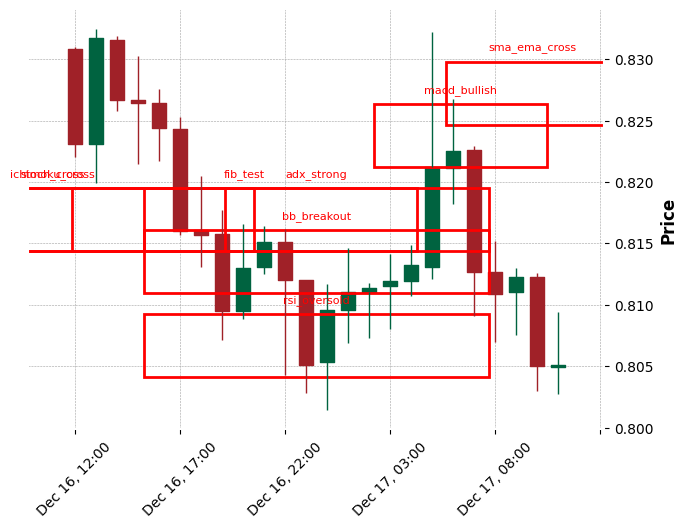 sma_ema_cross
0.830
macd_bullish
0.825
fib_test
adx_strong
0.820
bb_breakout
0.815
Price
rsi_oversold
0.810
0.805
0.800
Dec 16, 12:00
Dec 16, 17:00
Dec 16, 22:00
Dec 17, 03:00
Dec 17, 08:00